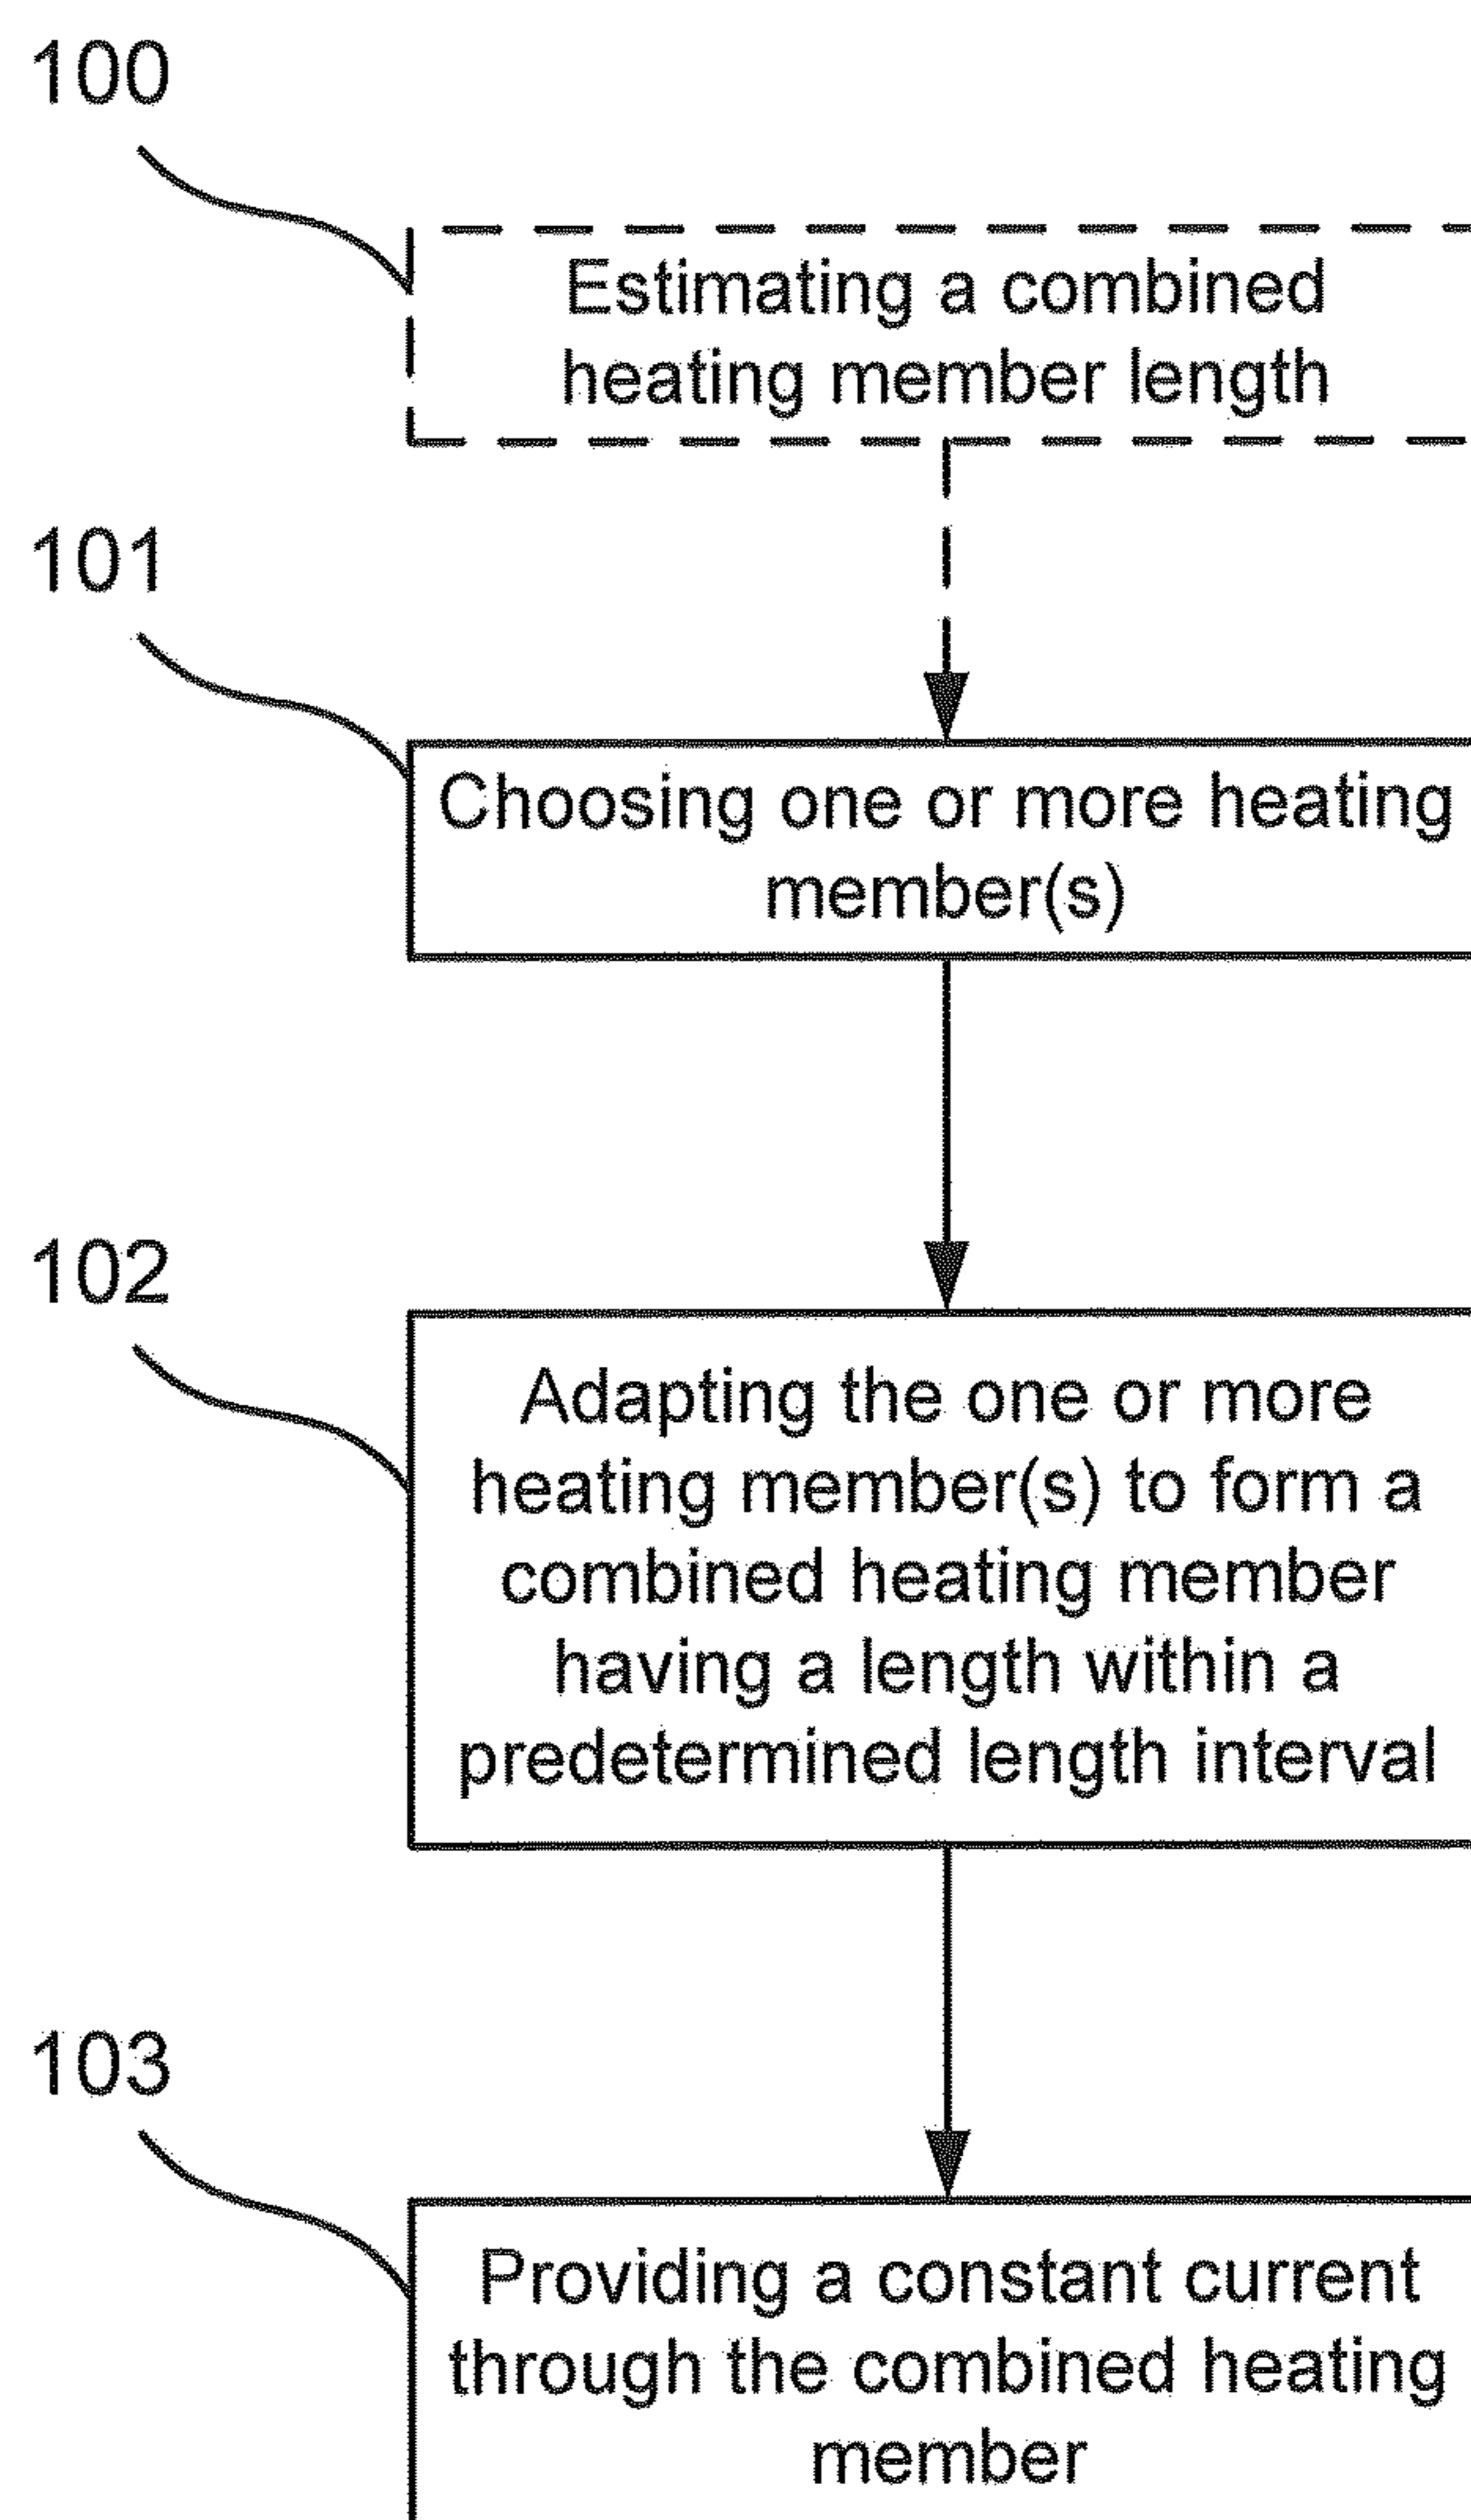 100
Estimating a combined
heating member length
101
Choosing one or more heating
member(s)
102
Adapting the one or more
heating member(s) to form a
combined heating member
having a length within a
predetermined length interval
103
Providing a constant current
through the combined heating
member